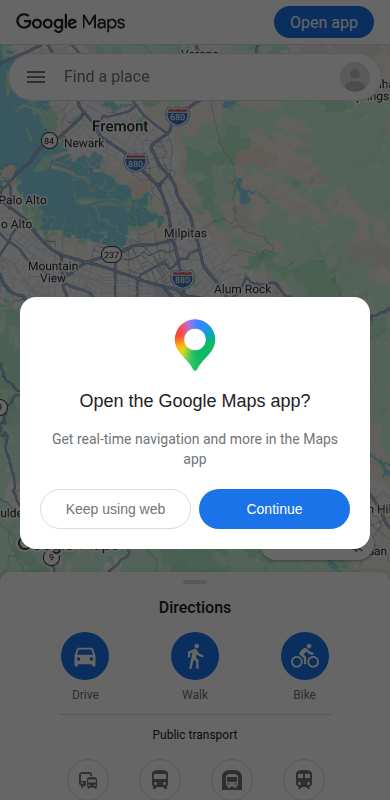 Google Maps
Open app
Find a place
680
Fremont
84
Newark
880
Palo Alto
o Alto
237
Milpitas
Mountain
View
880
Alum Rock
Open the Google Maps app?
Get real-time navigation and more in the Maps
app
Keep using web
Continue
9
Directions
Drive
Walk
Bike
Public transport